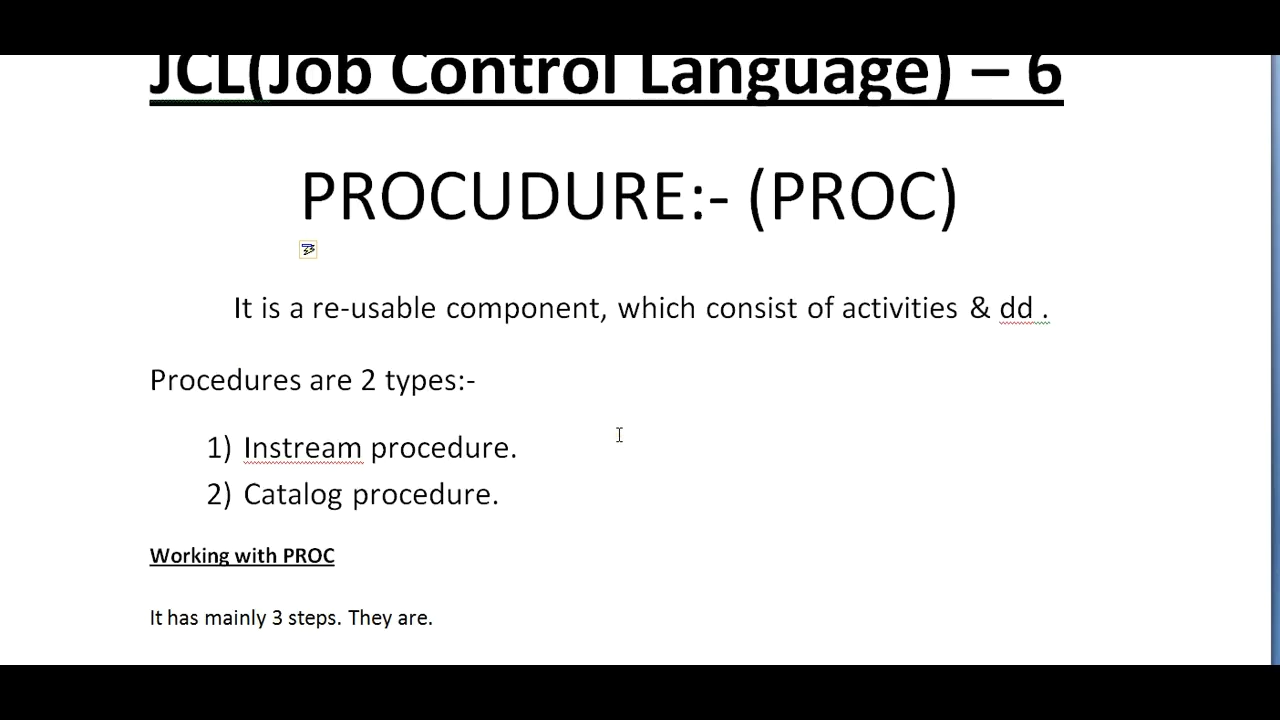 JCL(Job Control Language) – 6
PROCUDURE:- (PROC)
It is a re-usable component, which consist of activities & dd .
Procedures are 2 types:-
1) Instream procedure.
2) Catalog procedure.
Working with PROC
It has mainly 3 steps. They are.